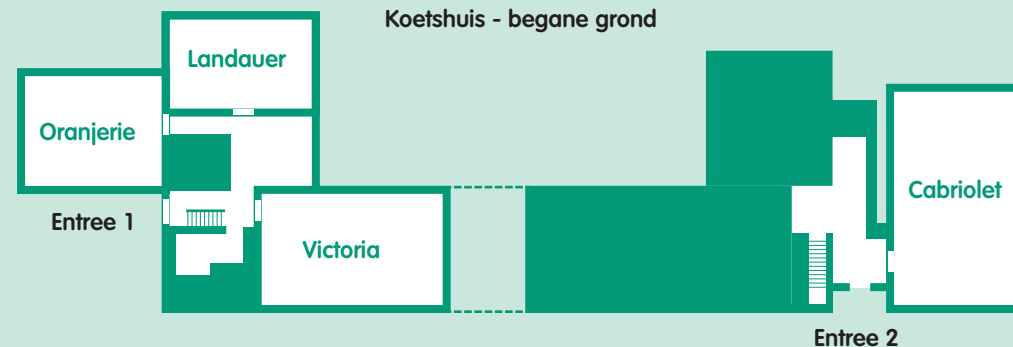 Koetshuis - begane grond
Landauer
Oranjerie
Cabriolet
Entree 1
Victoria
Entree 2